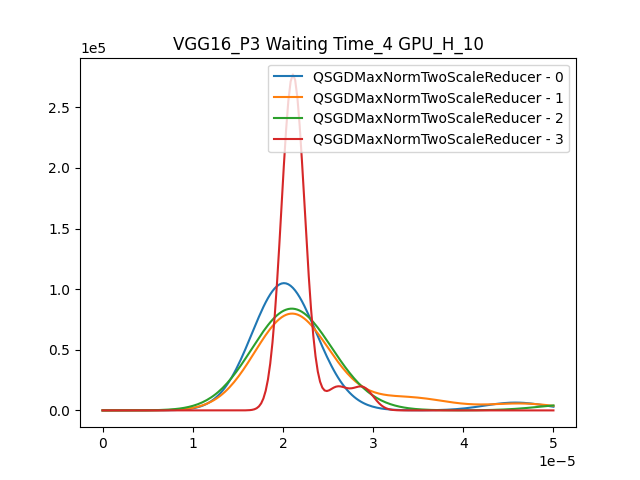 VGG16_P3 Waiting Time_4 GPU_H_10
1e5
QSGDMaxNormTwoScaleReducer - 0
QSGDMaxNormTwoScaleReducer - 1
QSGDMaxNormTwoScaleReducer - 2
QSGDMaxNormTwoScaleReducer - 3
2.5
2.0
1.5
1.0
0.5
0.0
0 1 2 3 4 5
1e−5